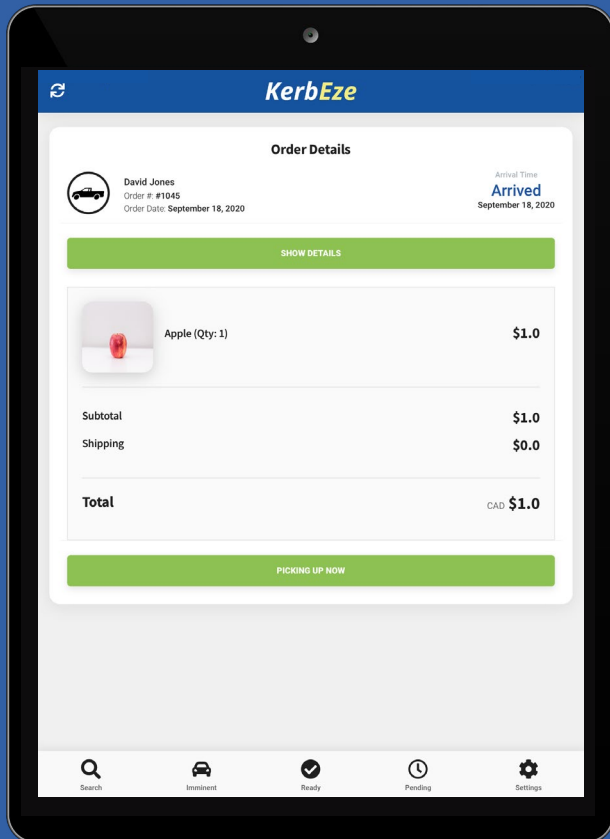 KerbEze
Order Details
David Jones
Order #: #1045
Order Date: September 18, 2020
Arrival Time
Arrived
September 18, 2020
SHOW DETAILS
Apple (Qty: 1)
$1.0
Subtotal
$1.0
Shipping
$0.0
Total
CAD $1.0
PICKING UP NOW
Search
Imminent
Ready
Pending
Settings